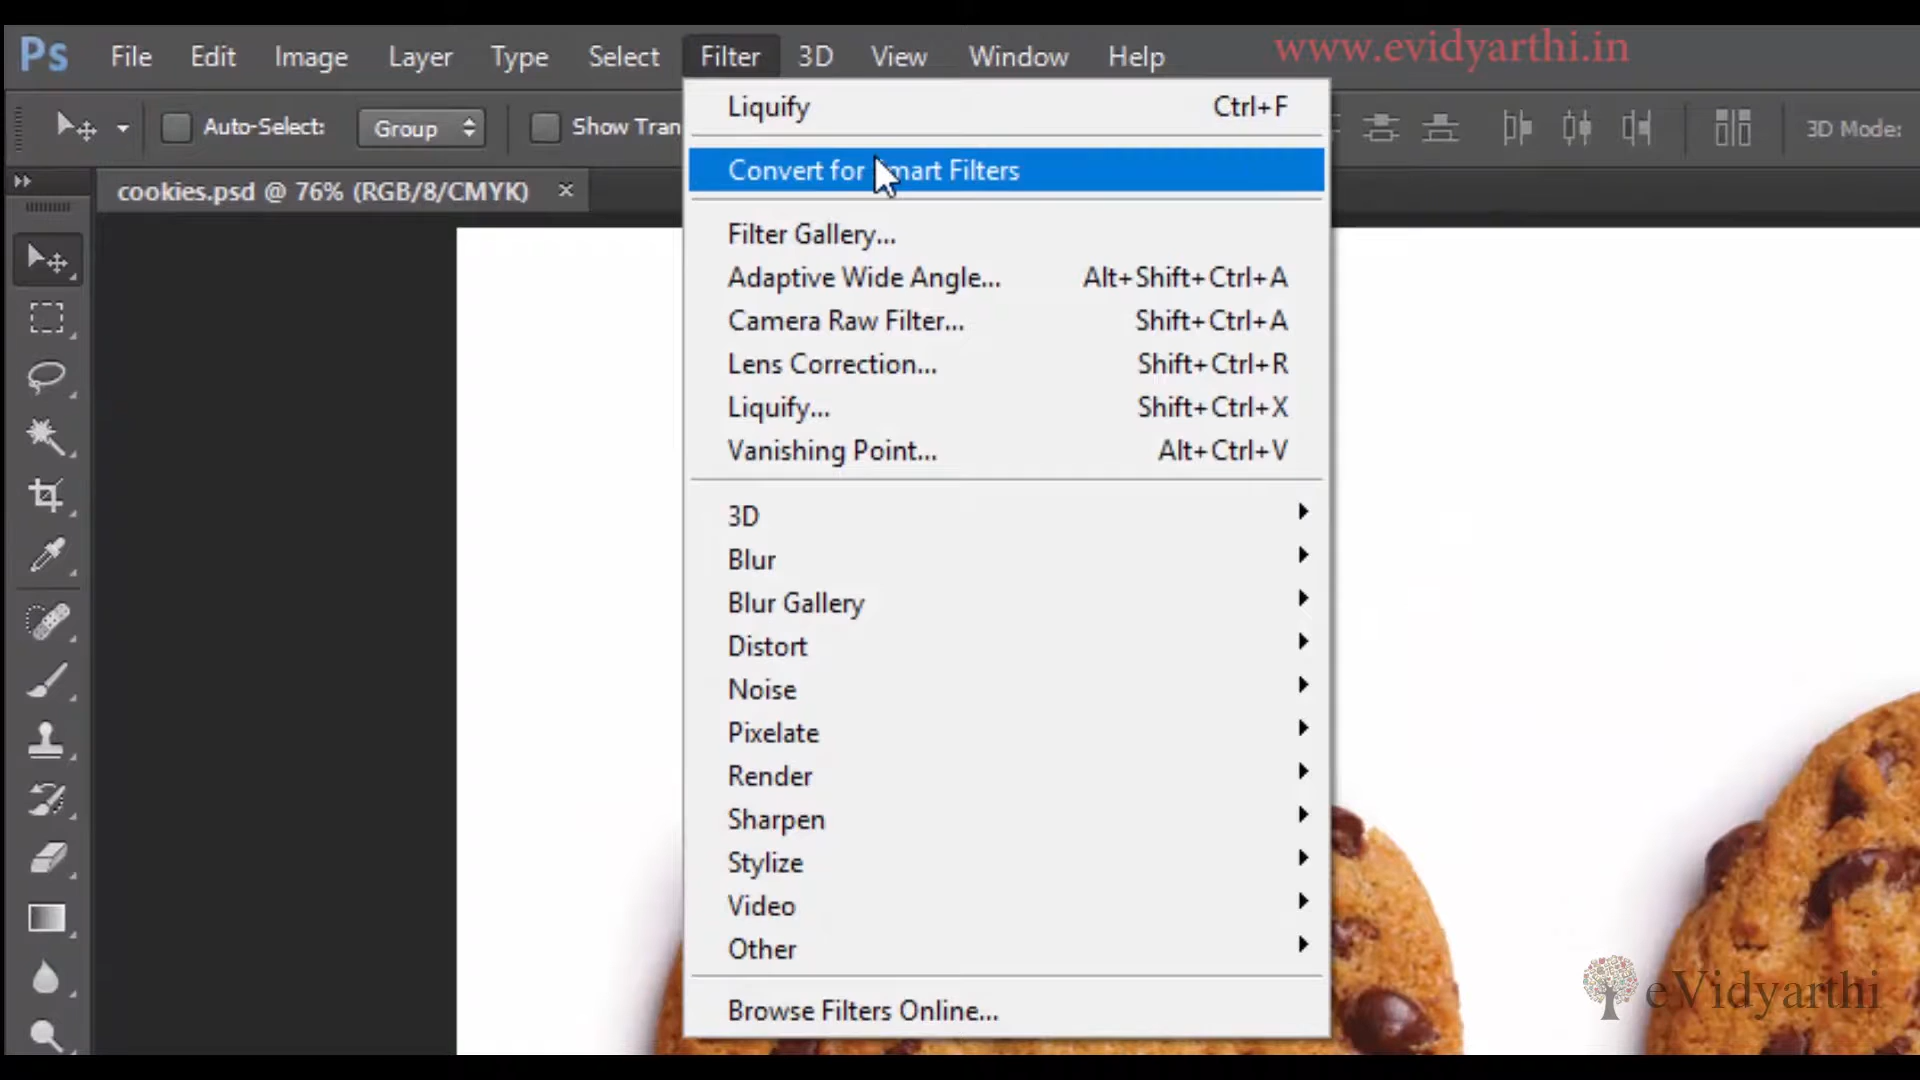 Ps File Edit Image Layer Type Select Filter 3D View Window Help
www.evidyarthi.in
Auto-Select: Group Show Tran 3D Mode:
cookies.psd @ 76% (RGB/8/CMYK) ×
Liquify Ctrl+F
Convert for mart Filters
Filter Gallery...
Adaptive Wide Angle... Alt+Shift+Ctrl+A
Camera Raw Filter... Shift+Ctrl+A
Lens Correction... Shift+Ctrl+R
Liquify... Shift+Ctrl+X
Vanishing Point... Alt+Ctrl+V
3D
Blur
Blur Gallery
Distort
Noise
Pixelate
Render
Sharpen
Stylize
Video
Other
Browse Filters Online...
eVidyarthi